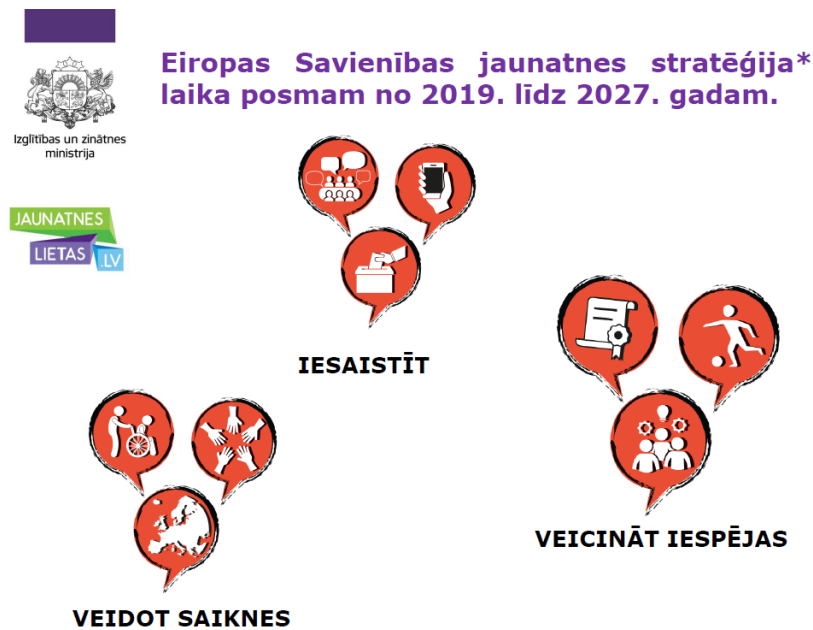 Eiropas Savienības jaunatnes stratēģija*
laika posmam no 2019. līdz 2027. gadam.
Izglītības un zinātnes
ministrija
JAUNATNES
LIETAS
.LV
IESAISTĪT
VEICINĀT IESPĒJAS
VEIDOT SAIKNES